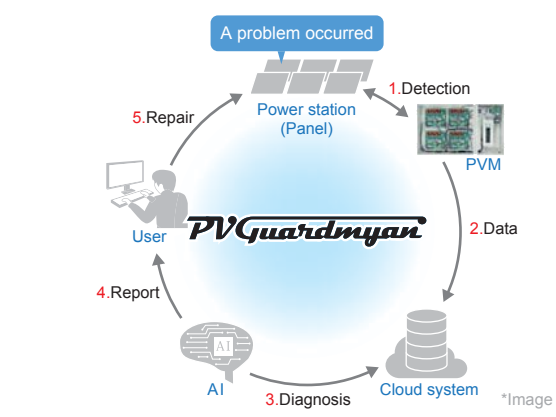 A problem occurred
1.Detection
Power station
(Panel)
5.Repair
PVM
User
PVGuardmyan
2.Data
4.Report
AI
AI
3.Diagnosis
Cloud system
*Image